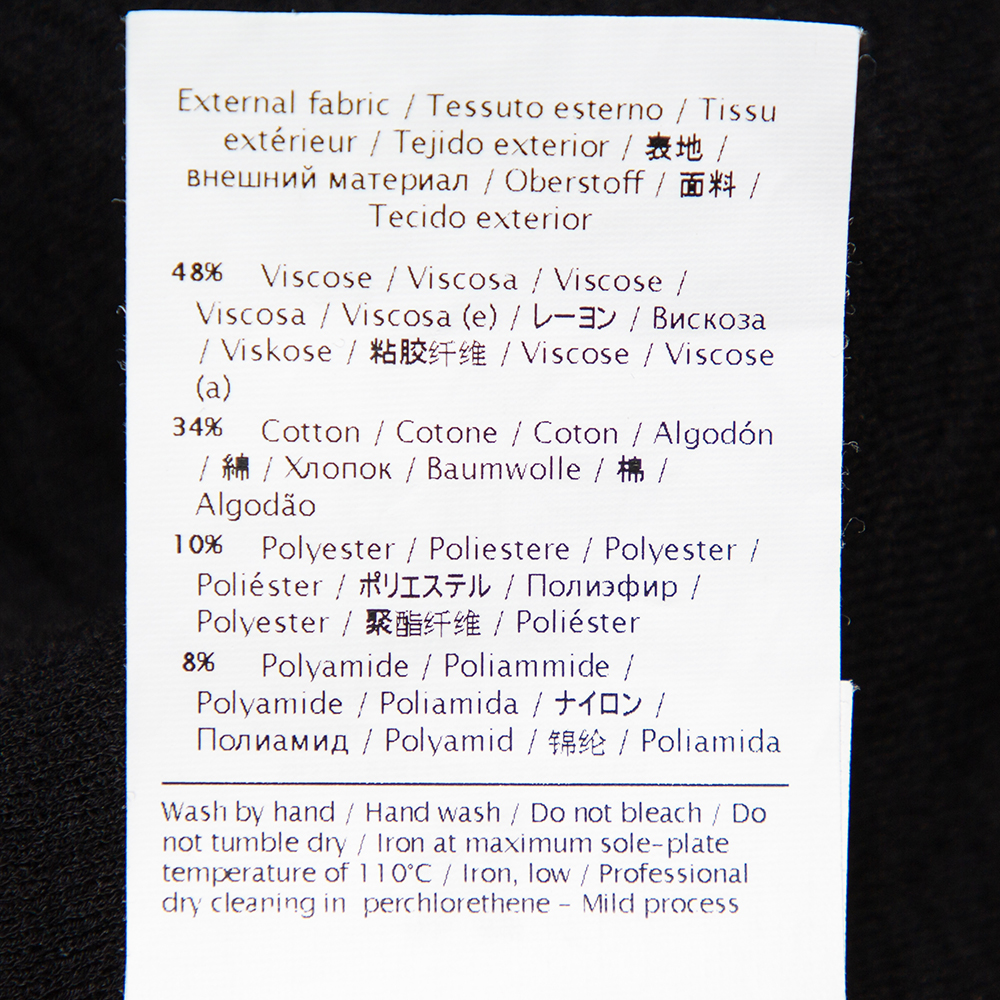 External fabric / Tessuto esterno / Tissu
extérieur / Tejido exterior / 表地 /
внешний материал / Oberstoff / 面料 /
Tecido exterior
48% Viscose / Viscosa / Viscose /
Viscosa / Viscosa (e) / レーヨン / Вискоза
/ Viskose / 粘胶纤维 / Viscose / Viscose
(a)
34% Cotton / Cotone / Coton / Algodón
/ 綿 / Хлопок / Baumwolle / 棉 /
Algodão
10% Polyester / Poliestere / Polyester /
Poliéster / ポリエステル / Полиэфир /
Polyester / 聚酯纤维 / Poliéster
8% Polyamide / Poliammide /
Polyamide / Poliamida / ナイロン /
Полиамид / Polyamid / 锦纶 / Poliamida
Wash by hand / Hand wash / Do not bleach / Do
not tumble dry / Iron at maximum sole-plate
temperature of 110°C / Iron, low / Professional
dry cleaning in perchlorethene - Mild process